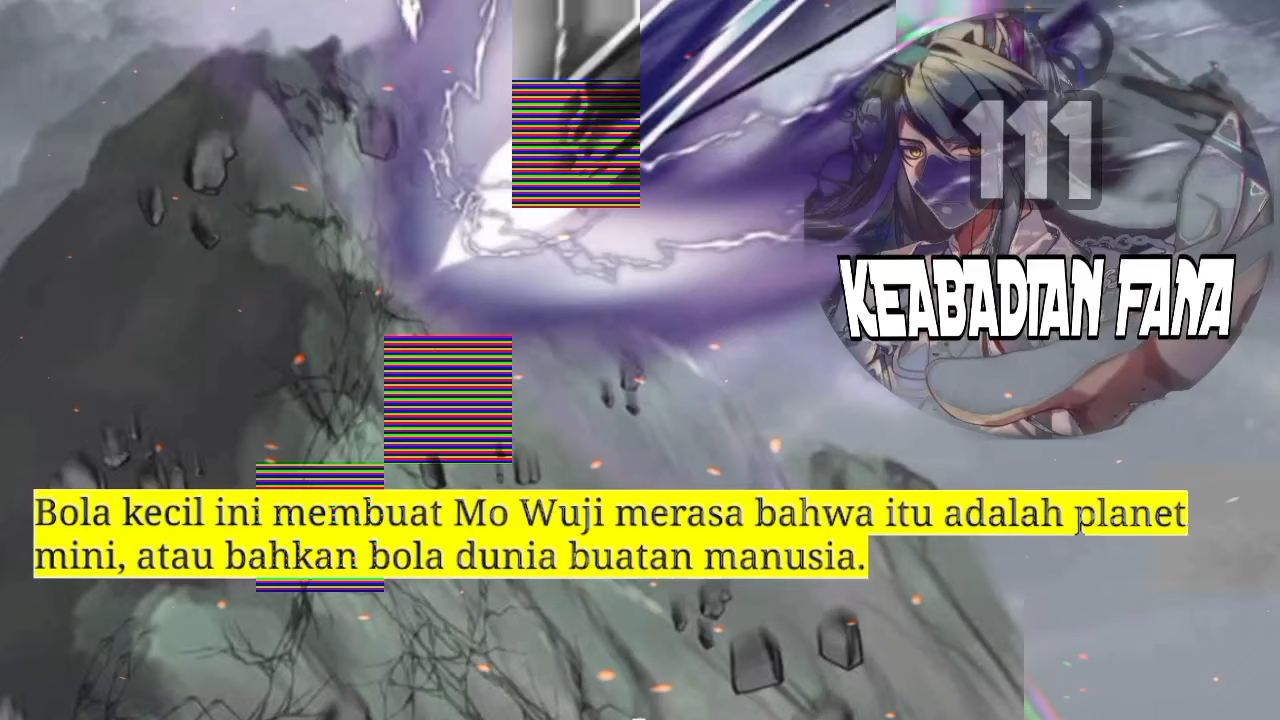 111
KEABADIAN FANA
Bola kecil ini membuat Mo Wuji merasa bahwa itu adalah planet
mini, atau bahkan bola dunia buatan manusia.